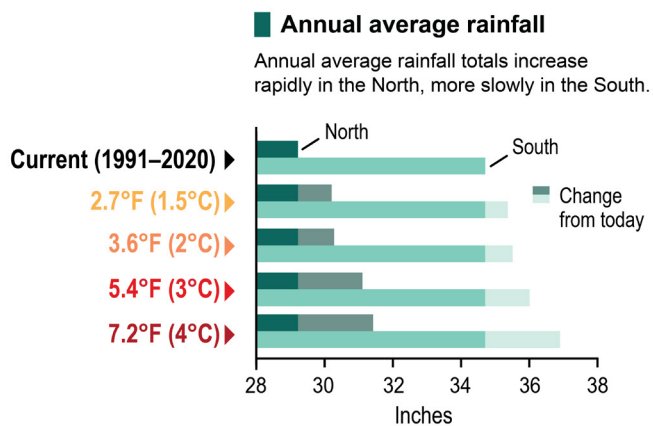 Annual average rainfall
Annual average rainfall totals increase
rapidly in the North, more slowly in the South.
North
Current (1991–2020)
South
2.7°F (1.5°C)
Change
from today
3.6°F (2°C)
5.4°F (3°C)
7.2°F (4°C)
28 30 32 34 36 38
Inches